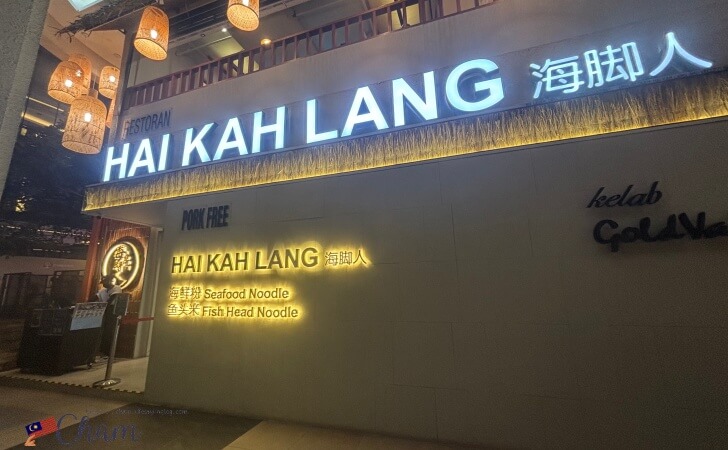 RESTORAN
HAI KAH LANG 海脚人
PORK FREE
HAI KAH LANG 海脚人
海鲜粉 Seafood Noodle
鱼头米 Fish Head Noodle
kelab
Cham